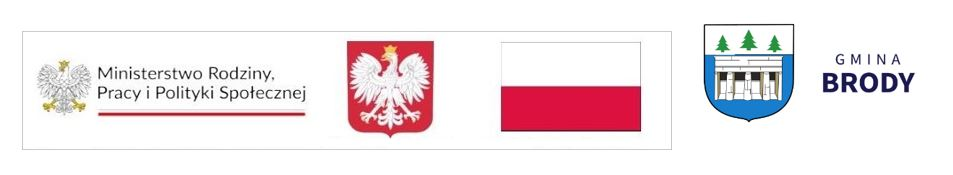 Ministerstwo Rodziny,
Pracy i Polityki Społecznej
GMINA
BRODY